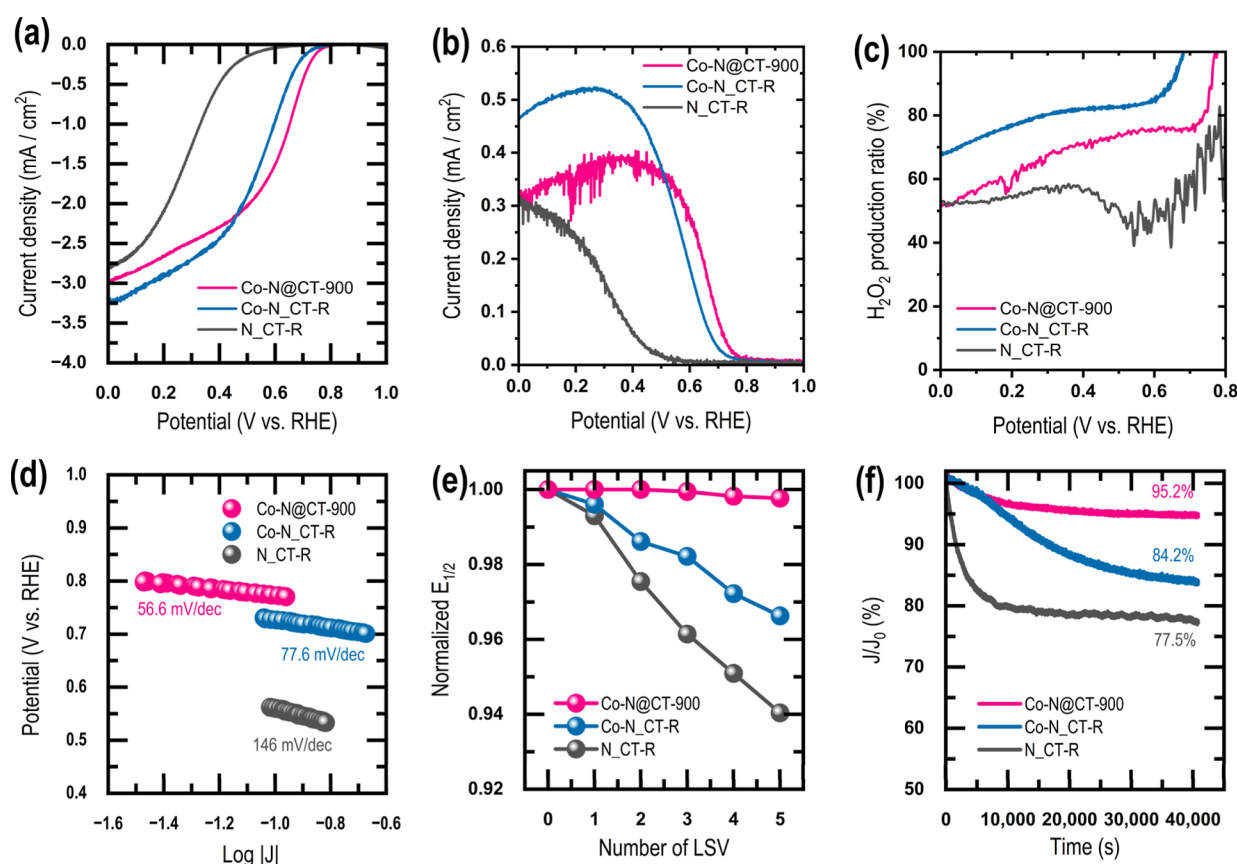 (a)
0.0
−0.5
−1.0
−1.5
−2.0
−2.5
−3.0
−3.5
−4.0
Current density (mA / cm²)
Co-N@CT-900
Co-N_CT-R
N_CT-R
0.0 0.2 0.4 0.6 0.8 1.0
Potential (V vs. RHE)
(b)
0.6
0.5
0.4
0.3
0.2
0.1
0.0
Current density (mA / cm²)
Co-N@CT-900
Co-N_CT-R
N_CT-R
0.0 0.2 0.4 0.6 0.8 1.0
Potential (V vs. RHE)
(c)
100
80
60
40
20
0
H₂O₂ production ratio (%)
Co-N@CT-900
Co-N_CT-R
N_CT-R
0.0 0.2 0.4 0.6 0.8
Potential (V vs. RHE)
(d)
1.0
0.9
0.8
0.7
0.6
0.5
0.4
Potential (V vs. RHE)
Co-N@CT-900
Co-N_CT-R
N_CT-R
56.6 mV/dec
77.6 mV/dec
146 mV/dec
−1.6 −1.4 −1.2 −1.0 −0.8 −0.6
Log |J|
(e)
1.00
0.98
0.96
0.94
0.92
Normalized E₁/₂
Co-N@CT-900
Co-N_CT-R
N_CT-R
0 1 2 3 4 5
Number of LSV
(f)
100
90
80
70
60
50
J/J₀ (%)
95.2%
84.2%
77.5%
Co-N@CT-900
Co-N_CT-R
N_CT-R
0 10,000 20,000 30,000 40,000
Time (s)